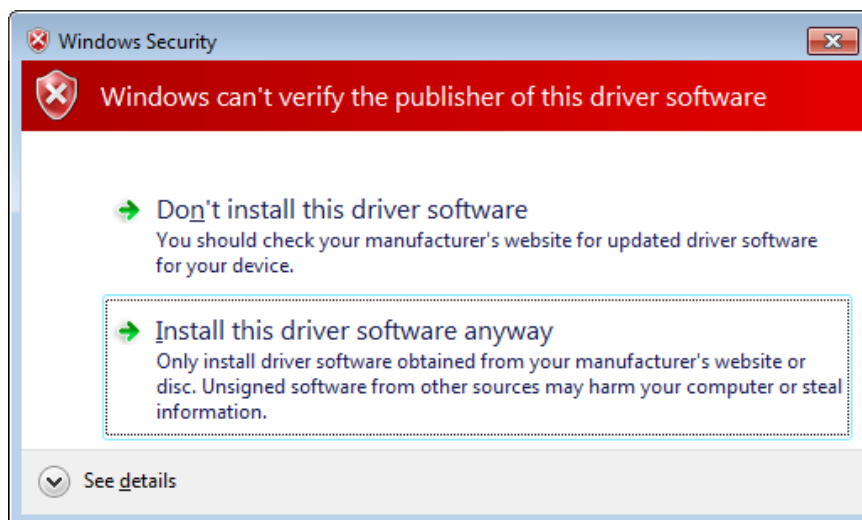 Windows Security
Windows can't verify the publisher of this driver software
Don't install this driver software
You should check your manufacturer's website for updated driver software
for your device.
Install this driver software anyway
Only install driver software obtained from your manufacturer's website or
disc. Unsigned software from other sources may harm your computer or steal
information.
See details